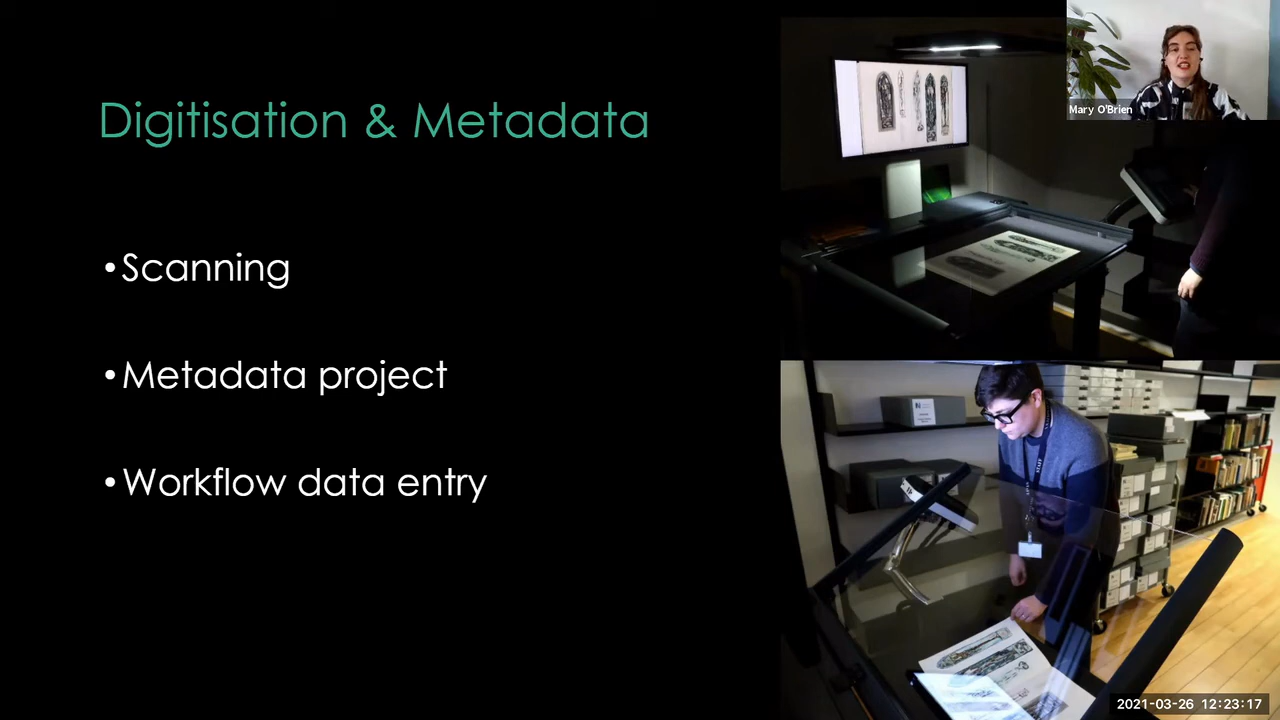 Digitisation & Metadata
•Scanning
•Metadata project
•Workflow data entry
Mary O'Brien
2021-03-26 12:23:17